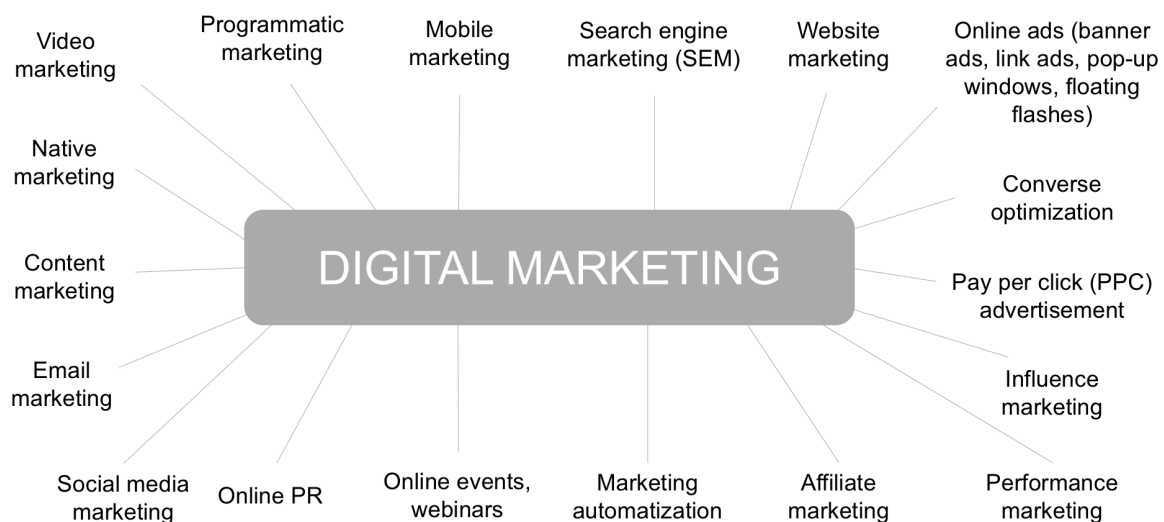 Video
marketing
Programmatic
marketing
Mobile
marketing
Search engine
marketing (SEM)
Website
marketing
Online ads (banner
ads, link ads, pop-up
windows, floating
flashes)
Native
marketing
Converse
optimization
DIGITAL MARKETING
Content
marketing
Pay per click (PPC)
advertisement
Email
marketing
Influence
marketing
Social media
marketing
Online PR
Online events,
webinars
Marketing
automatization
Affiliate
marketing
Performance
marketing